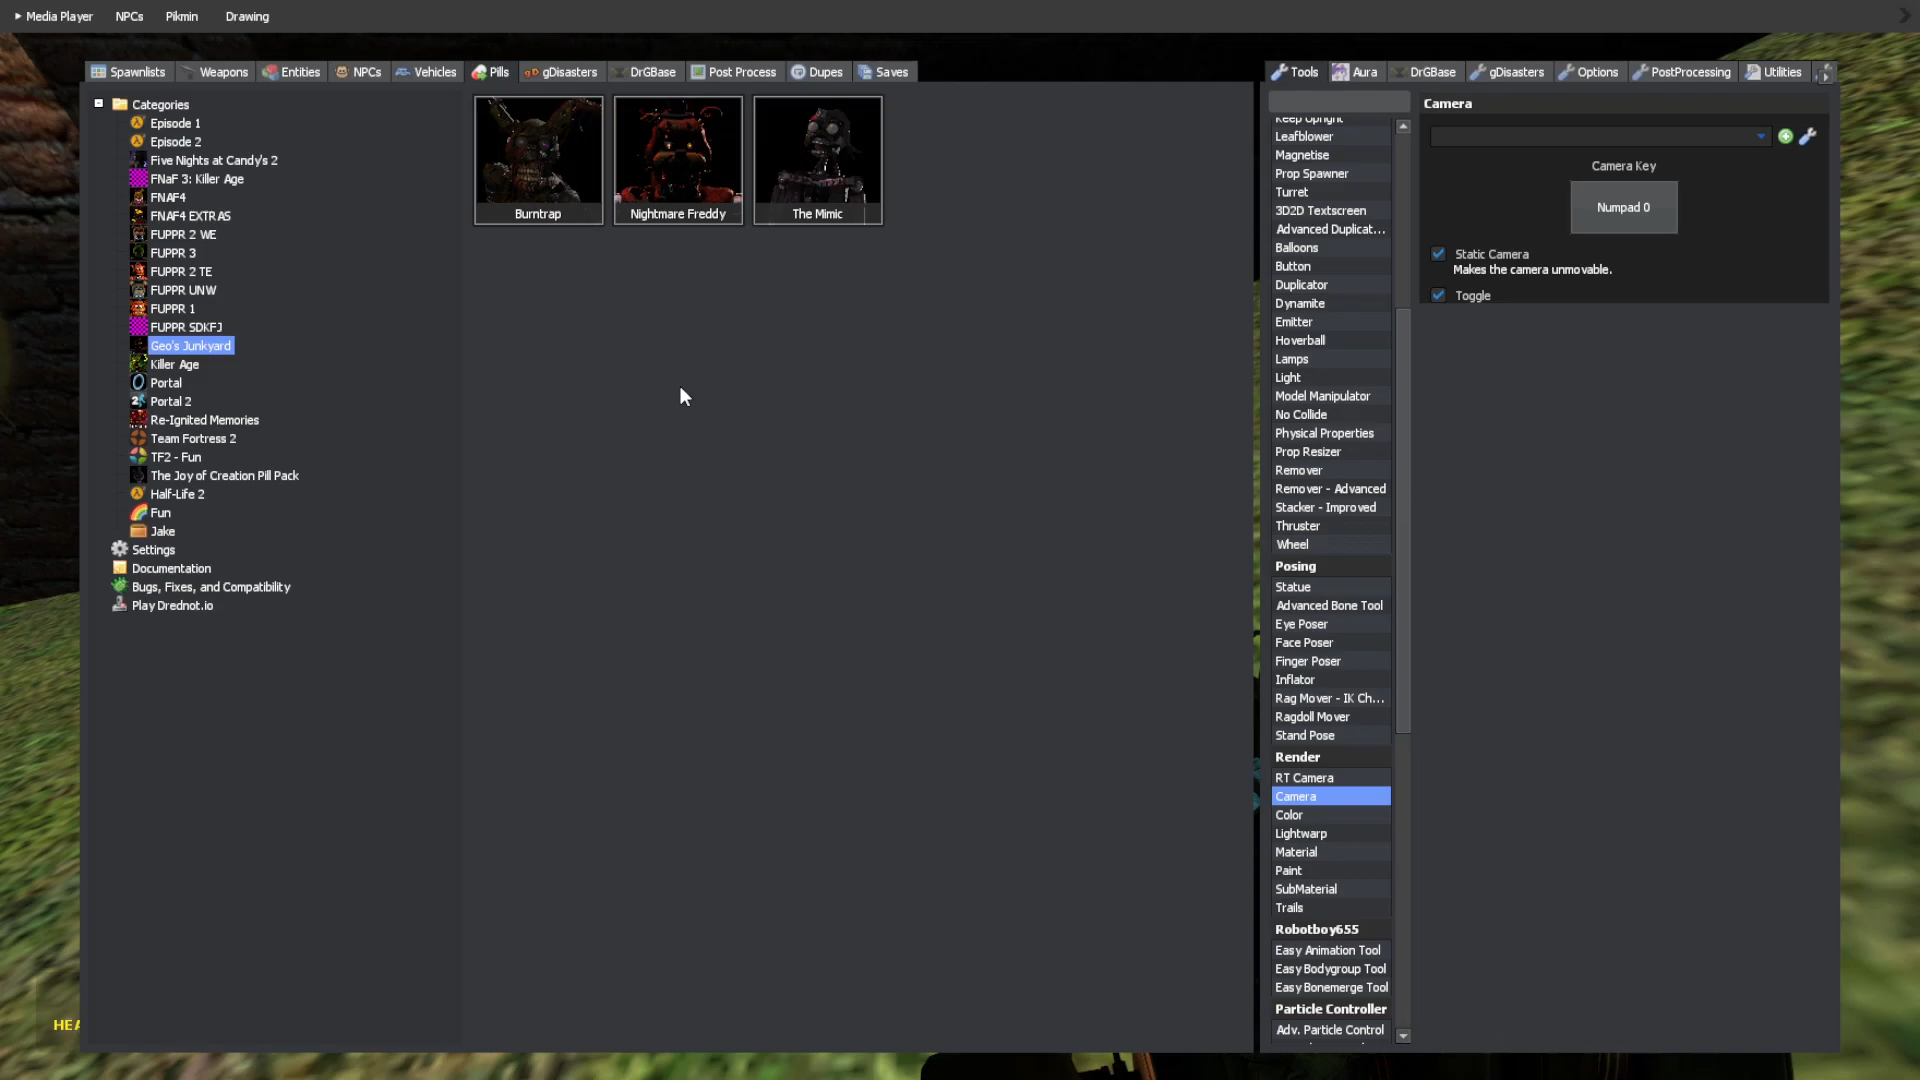 Media Player NPCs Pikmin Drawing
Spawnlists Weapons Entities NPCs Vehicles Pills gDisasters DrGBase Post Process Dupes Saves
Categories
Episode 1
Episode 2
Five Nights at Candy's 2
FNaF 3: Killer Age
FNAF4
FNAF4 EXTRAS
FUPPR 2 WE
FUPPR 3
FUPPR 2 TE
FUPPR UNW
FUPPR 1
FUPPR SDKFJ
Geo's Junkyard
Killer Age
Portal
Portal 2
Re-Ignited Memories
Team Fortress 2
TF2 - Fun
The Joy of Creation Pill Pack
Half-Life 2
Fun
Jake
Settings
Documentation
Bugs, Fixes, and Compatibility
Play Drednot.io
Burntrap
Nightmare Freddy
The Mimic
Tools Aura DrGBase gDisasters Options PostProcessing Utilities
Keep Upright
Leafblower
Magnetise
Prop Spawner
Turret
3D2D Textscreen
Advanced Duplicat...
Balloons
Button
Duplicator
Dynamite
Emitter
Hoverball
Lamps
Light
Model Manipulator
No Collide
Physical Properties
Prop Resizer
Remover
Remover - Advanced
Stacker - Improved
Thruster
Wheel
Posing
Statue
Advanced Bone Tool
Eye Poser
Face Poser
Finger Poser
Inflator
Rag Mover - IK Ch...
Ragdoll Mover
Stand Pose
Render
RT Camera
Camera
Color
Lightwarp
Material
Paint
SubMaterial
Trails
Robotboy655
Easy Animation Tool
Easy Bodygroup Tool
Easy Bonemerge Tool
Particle Controller
Adv. Particle Control
Camera
Camera Key
Numpad 0
Static Camera
Makes the camera unmovable.
Toggle
HEA